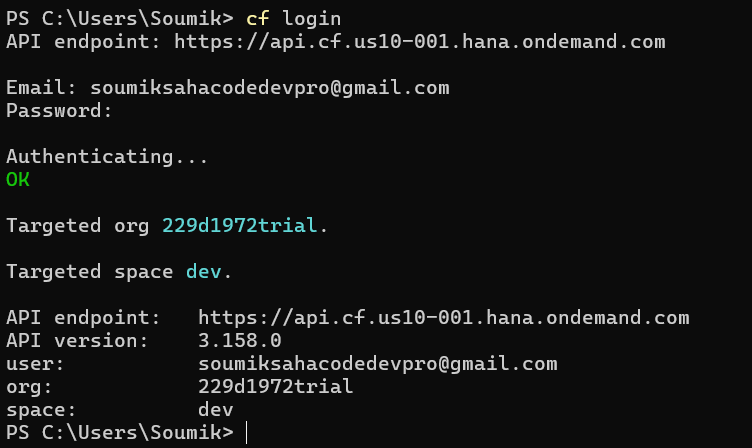 PS C:\Users\Soumik> cf login
API endpoint: https://api.cf.us10-001.hana.ondemand.com
Email: soumiksahacodedevpro@gmail.com
Password:
Authenticating...
OK
Targeted org 229d1972trial.
Targeted space dev.
API endpoint:   https://api.cf.us10-001.hana.ondemand.com
API version:    3.158.0
user:           soumiksahacodedevpro@gmail.com
org:            229d1972trial
space:          dev
PS C:\Users\Soumik>